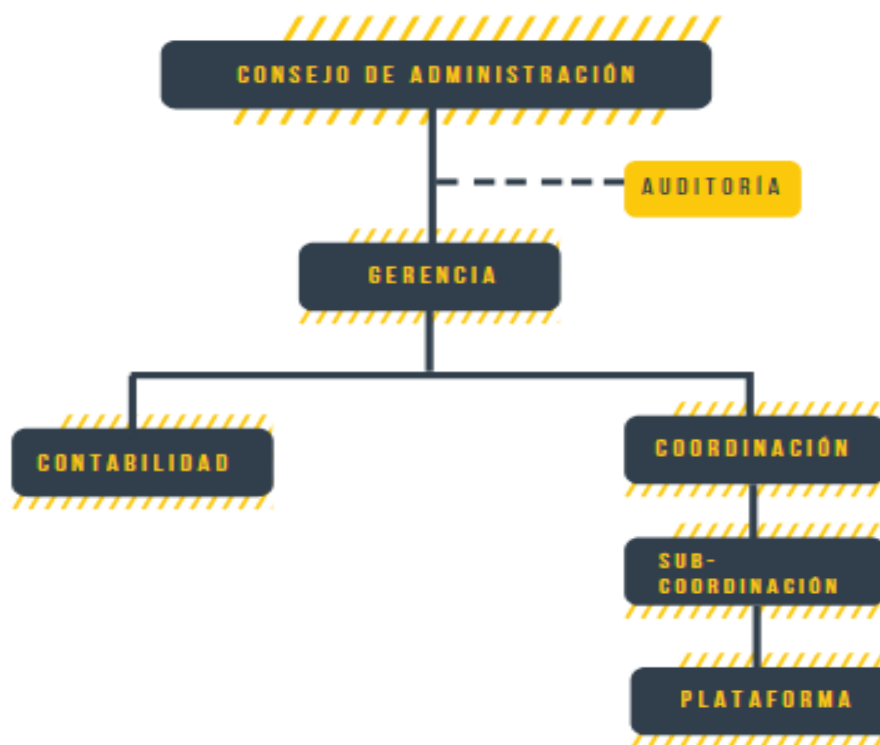 CONSEJO DE ADMINISTRACIÓN
AUDITORÍA
GERENCIA
CONTABILIDAD
COORDINACIÓN
SUB-
COORDINACIÓN
PLATAFORMA